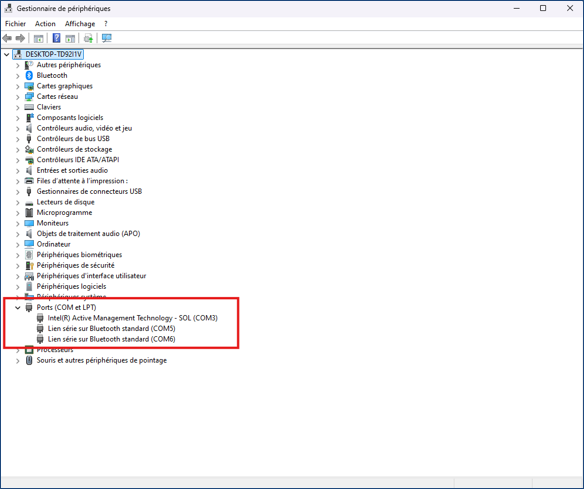 Gestionnaire de périphériques
Fichier Action Affichage ?
DESKTOP-TD92I1V
Autres périphériques
Bluetooth
Cartes graphiques
Cartes réseau
Claviers
Composants logiciels
Contrôleurs audio, vidéo et jeu
Contrôleurs de bus USB
Contrôleurs de stockage
Contrôleurs IDE ATA/ATAPI
Entrées et sorties audio
Files d'attente à l'impression :
Gestionnaires de connecteurs USB
Lecteurs de disque
Microprogramme
Moniteurs
Objets de traitement audio (APO)
Ordinateur
Périphériques biométriques
Périphériques de sécurité
Périphériques d'interface utilisateur
Périphériques logiciels
Périphériques système
Ports (COM et LPT)
Intel(R) Active Management Technology - SOL (COM3)
Lien série sur Bluetooth standard (COM5)
Lien série sur Bluetooth standard (COM6)
Processeurs
Souris et autres périphériques de pointage